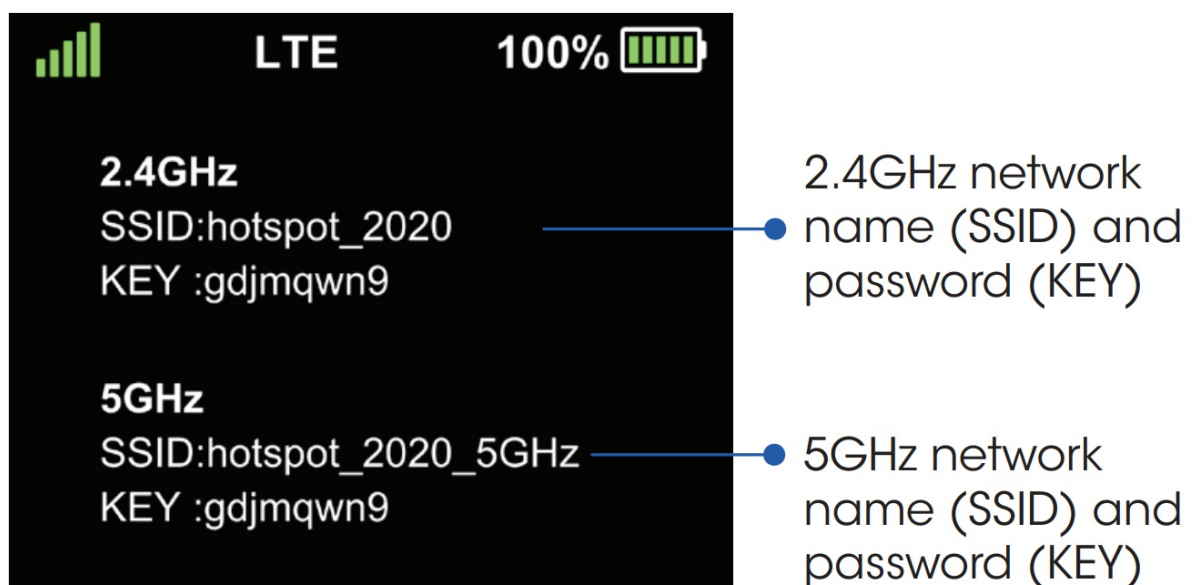 LTE 100%
2.4GHz
SSID:hotspot_2020
KEY :gdjmqwn9
2.4GHz network
name (SSID) and
password (KEY)
5GHz
SSID:hotspot_2020_5GHz
KEY :gdjmqwn9
5GHz network
name (SSID) and
password (KEY)